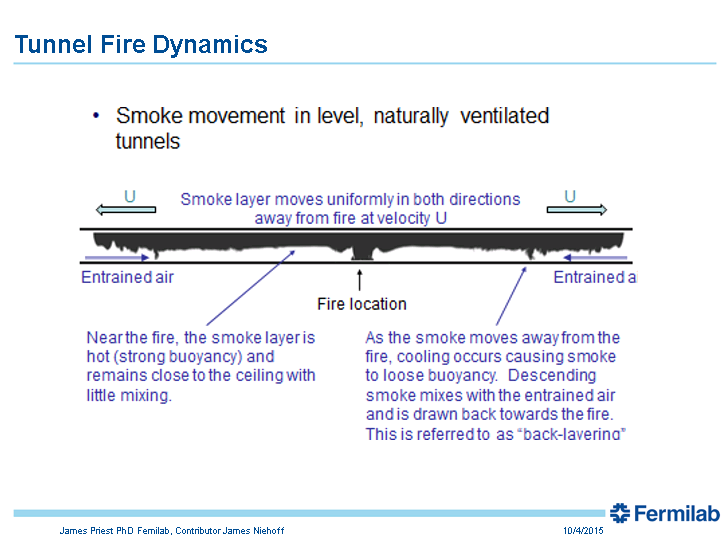 Tunnel Fire Dynamics
• Smoke movement in level, naturally ventilated
tunnels
U
Smoke layer moves uniformly in both directions
away from fire at velocity U
U
Entrained air
Entrained a
Fire location
Near the fire, the smoke layer is
hot (strong buoyancy) and
remains close to the ceiling with
little mixing.
As the smoke moves away from the
fire, cooling occurs causing smoke
to loose buoyancy. Descending
smoke mixes with the entrained air
and is drawn back towards the fire.
This is referred to as “back-layering”
Fermilab
James Priest PhD Femilab, Contributor James Niehoff
10/4/2015